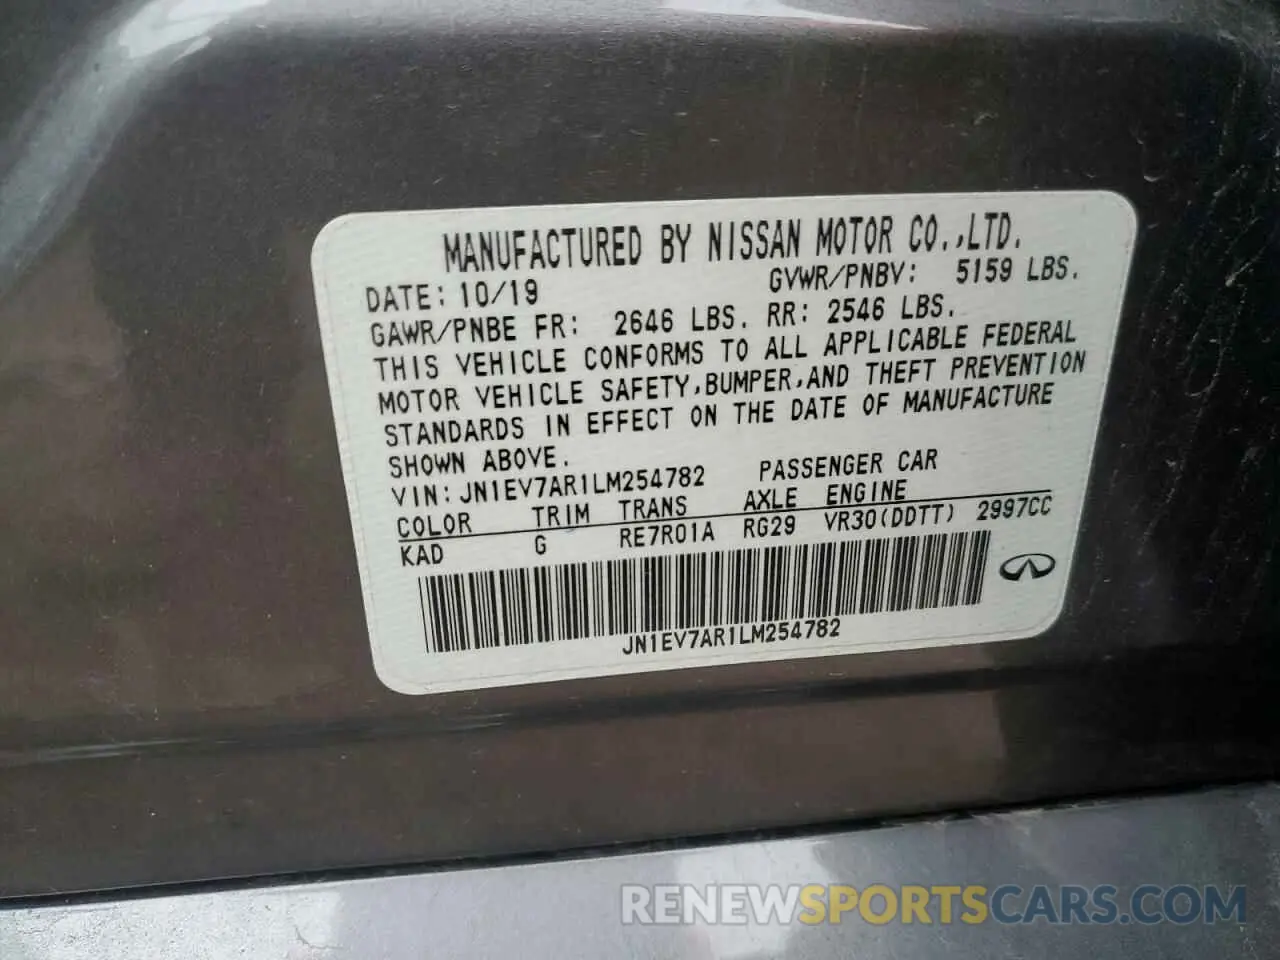 MANUFACTURED BY NISSAN MOTOR CO.,LTD.
DATE: 10/19 GVWR/PNBV: 5159 LBS.
GAWR/PNBE FR: 2646 LBS. RR: 2546 LBS.
THIS VEHICLE CONFORMS TO ALL APPLICABLE FEDERAL
MOTOR VEHICLE SAFETY,BUMPER,AND THEFT PREVENTION
STANDARDS IN EFFECT ON THE DATE OF MANUFACTURE
SHOWN ABOVE.
VIN: JN1EV7AR1LM254782 PASSENGER CAR
COLOR TRIM TRANS AXLE ENGINE
KAD G RE7R01A RG29 VR30(DDTT) 2997CC
JN1EV7AR1LM254782
RENEWSPORTSCARS.COM